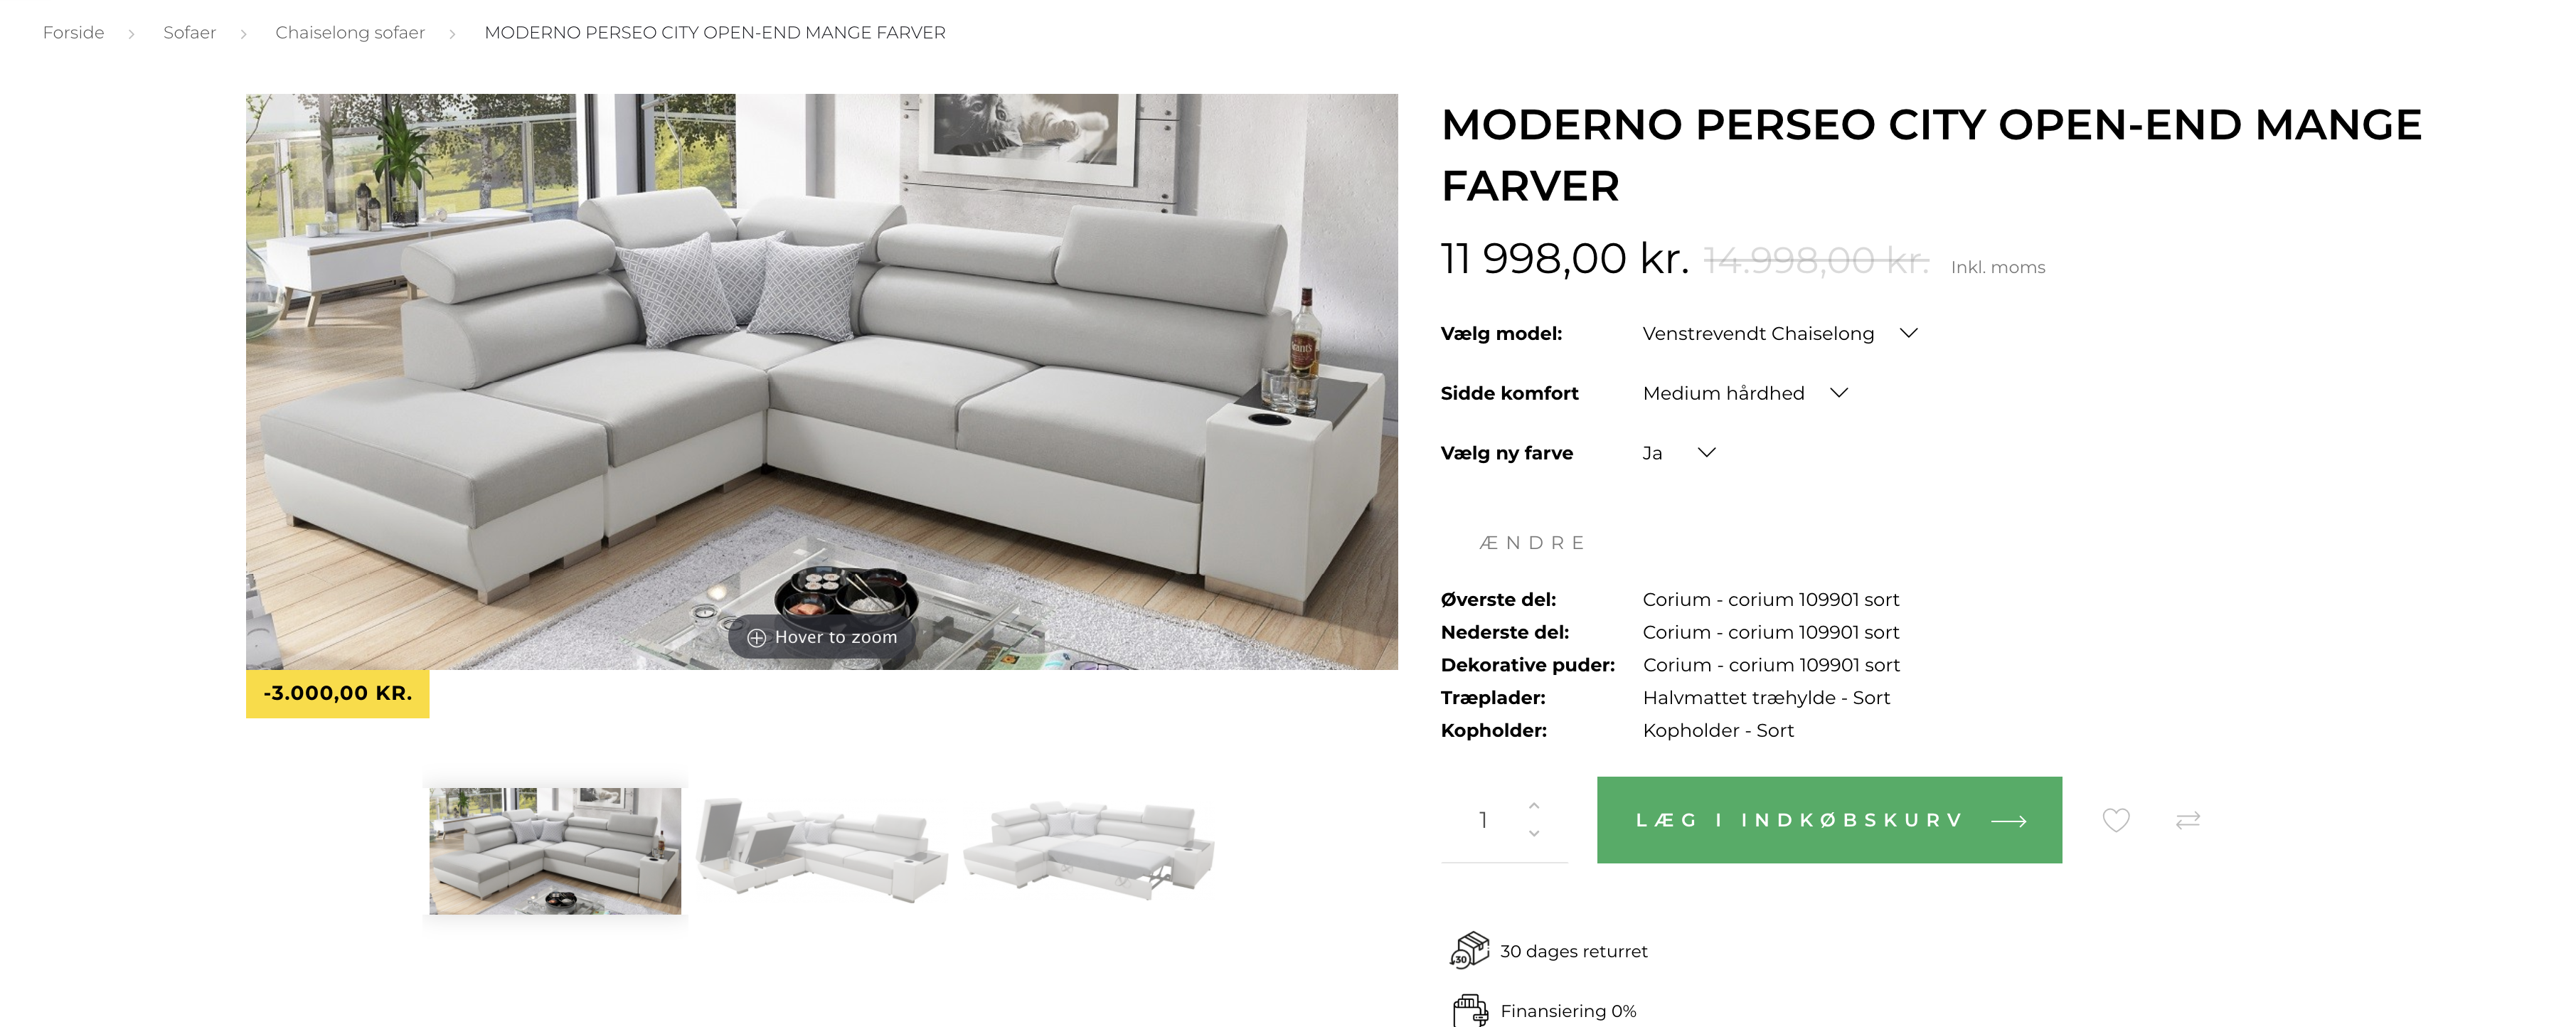 Forside > Sofaer > Chaiselong sofaer > MODERNO PERSEO CITY OPEN-END MANGE FARVER
MODERNO PERSEO CITY OPEN-END MANGE
FARVER
11 998,00 kr. 14.998,00 kr. Inkl. moms
Vælg model: Venstrevendt Chaiselong
Sidde komfort Medium hårdhed
Vælg ny farve Ja
ÆNDRE
Øverste del: Corium - corium 109901 sort
Nederste del: Corium - corium 109901 sort
Dekorative puder: Corium - corium 109901 sort
Træplader: Halvmattet træhylde - Sort
Kopholder: Kopholder - Sort
1
LÆG I INDKØBSKURV
30
30 dages returret
Finansiering 0%
Grant's
Hover to zoom
-3.000,00 KR.